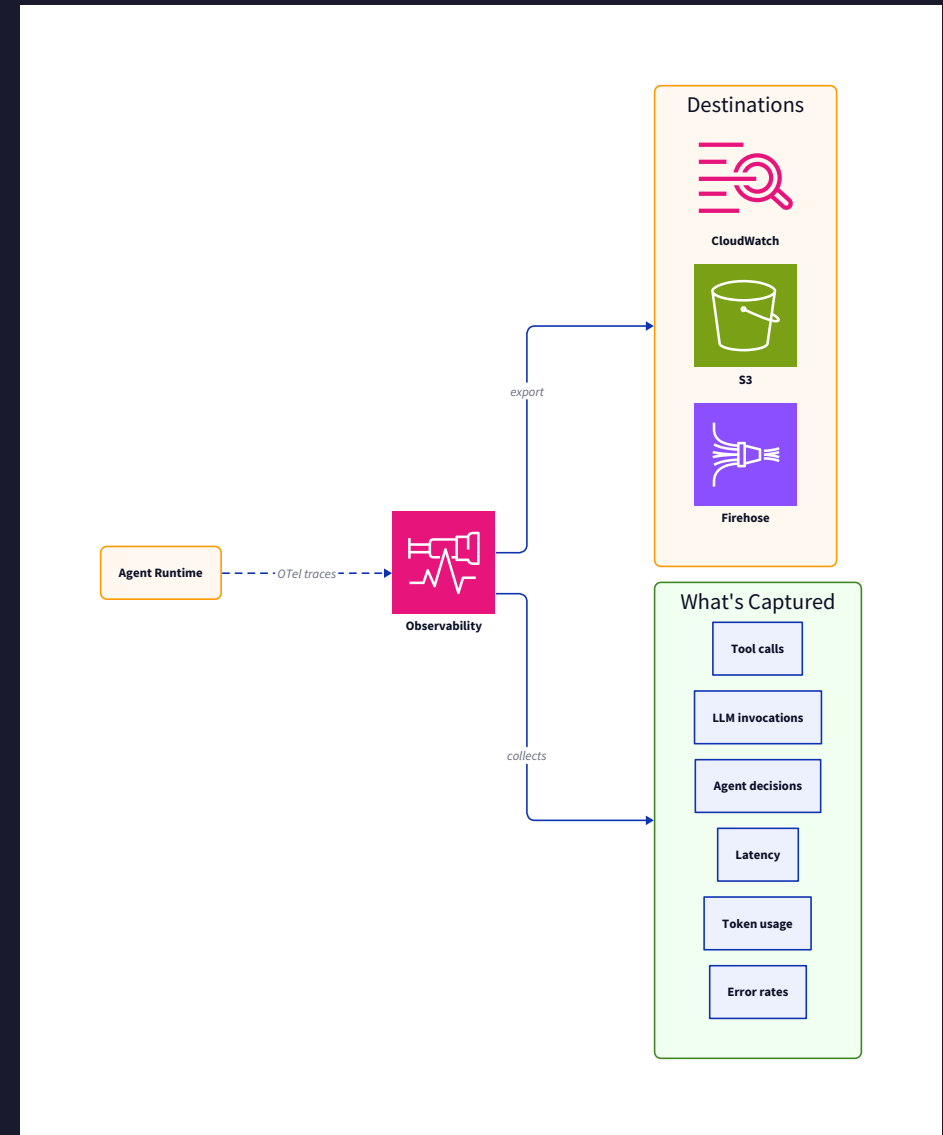 Destinations
CloudWatch
S3
export
Firehose
Agent Runtime
OTel traces
Observability
What's Captured
Tool calls
LLM invocations
collects
Agent decisions
Latency
Token usage
Error rates